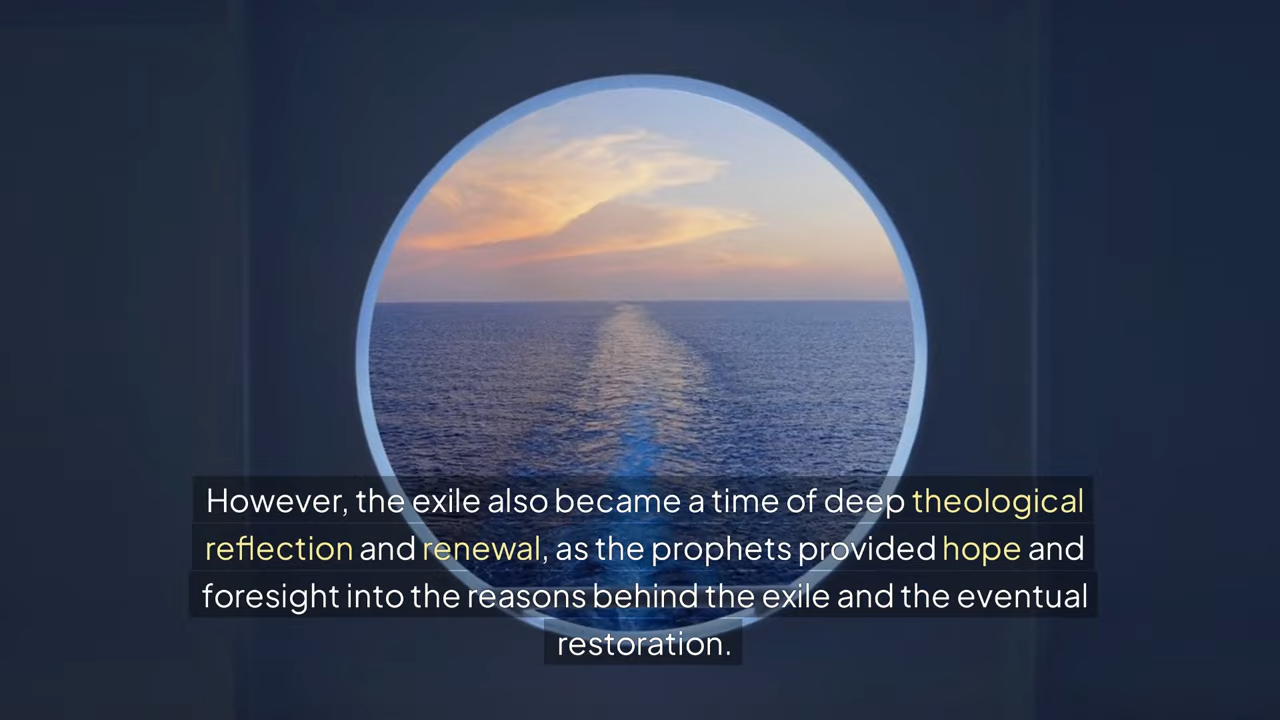 However, the exile also became a time of deep theological
reflection and renewal, as the prophets provided hope and
foresight into the reasons behind the exile and the eventual
restoration.